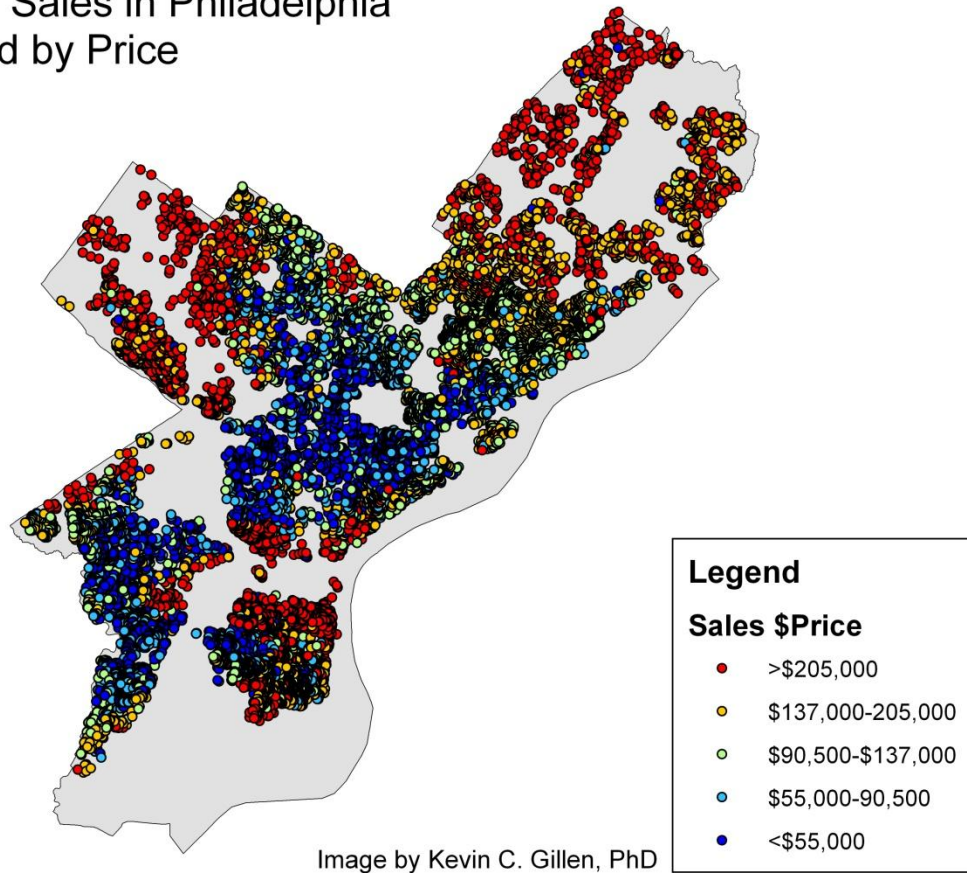 Sales in Philadelphia
d by Price
Legend
Sales $Price
>$205,000
$137,000-205,000
$90,500-$137,000
$55,000-90,500
<$55,000
Image by Kevin C. Gillen, PhD